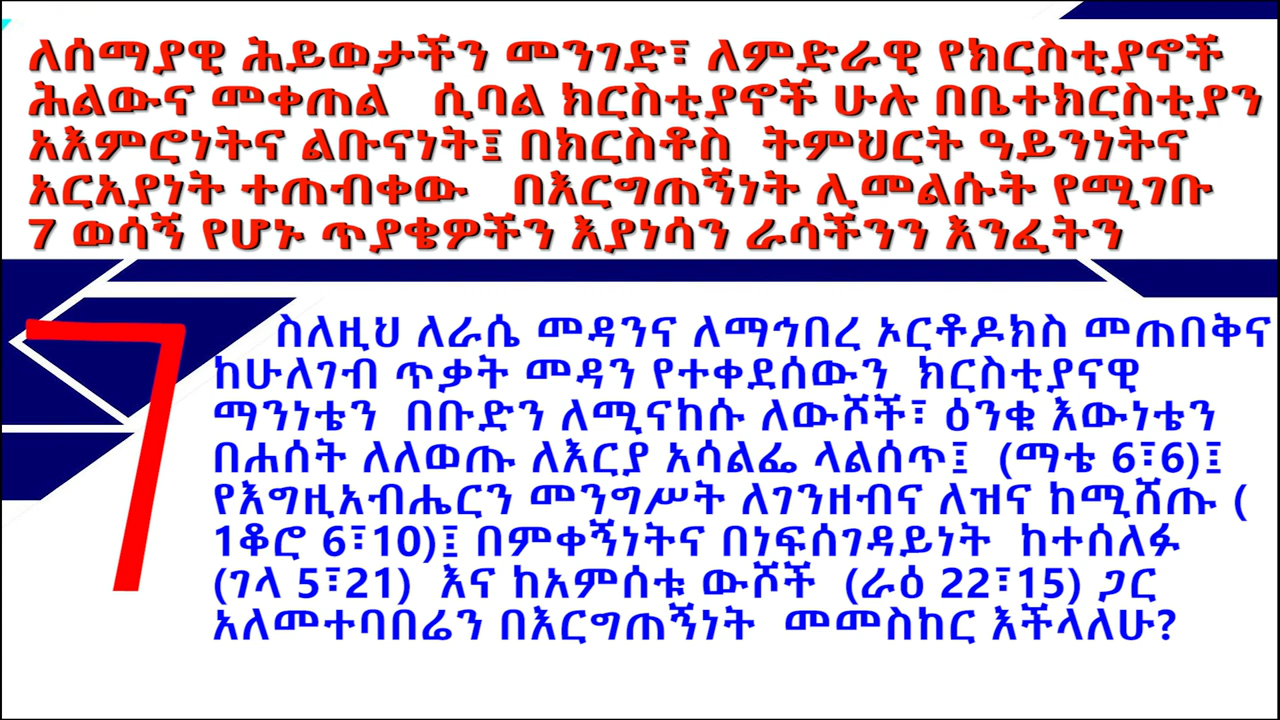 ለሰማያዊ ሕይወታችን መንገድ፣ ለምድራዊ የክርስቲያኖች
ሕልውና መቀጠል ሲባል ክርስቲያኖች ሁሉ በቤተክርስቲያን
አእምሮነትና ልቡናነት፤ በክርስቶስ ትምህርት ዓይንነትና
አርአያነት ተጠብቀው በእርግጠኝነት ሊመልሱት የሚገቡ
7 ወሳኝ የሆኑ ጥያቄዎችን እያነሳን ራሳችንን እንፈትን
7
ስለዚህ ለራሴ መዳንና ለማኅበረ ኦርቶዶክስ መጠበቅና
ከሁለገብ ጥቃት መዳን የተቀደሰውን ክርስቲያናዊ
ማንነቴን በቡድን ለሚናከሱ ለውሾች፣ ዕንቁ እውነቴን
በሐሰት ለለወጡ ለእርያ አሳልፌ ላልሰጥ፤ (ማቴ 6፣6)፤
የእግዚአብሔርን መንግሥት ለገንዘብና ለዝና ከሚሸጡ (
1ቆሮ 6፣10)፤ በምቀኝነትና በነፍሰገዳይነት ከተሰለፉ
(ገላ 5፣21) እና ከአምሰቱ ውሾች (ራዕ 22፣15) ጋር
አለመተባበሬን በእርግጠኝነት መመስከር እችላለሁ?